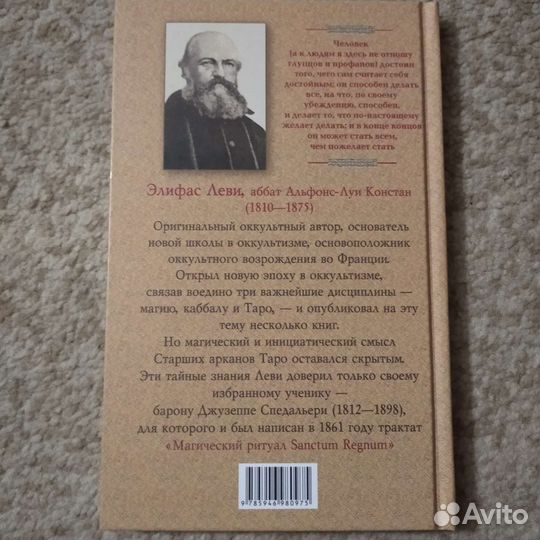 Человек
(а к людям я здесь не отношу
глупцов и профанов) достоин
того, чего сам считает себя
достойным; он способен делать
все, на что, по своему
убеждению, способен,
и делает то, что по-настоящему
желает делать; и в конце концов
он может стать всем,
чем пожелает стать
Элифас Леви, аббат Альфонс-Луи Констан
(1810—1875)
Оригинальный оккультный автор, основатель
новой школы в оккультизме, основоположник
оккультного возрождения во Франции.
Открыл новую эпоху в оккультизме,
связав воедино три важнейшие дисциплины —
магию, каббалу и Таро, — и опубликовал на эту
тему несколько книг.
Но магический и инициатический смысл
Старших арканов Таро оставался скрытым.
Эти тайные знания Леви доверил только своему
избранному ученику —
барону Джузеппе Спедальери (1812—1898),
для которого и был написан в 1861 году трактат
«Магический ритуал Sanctum Regnum»
9 785946 980975
Avito